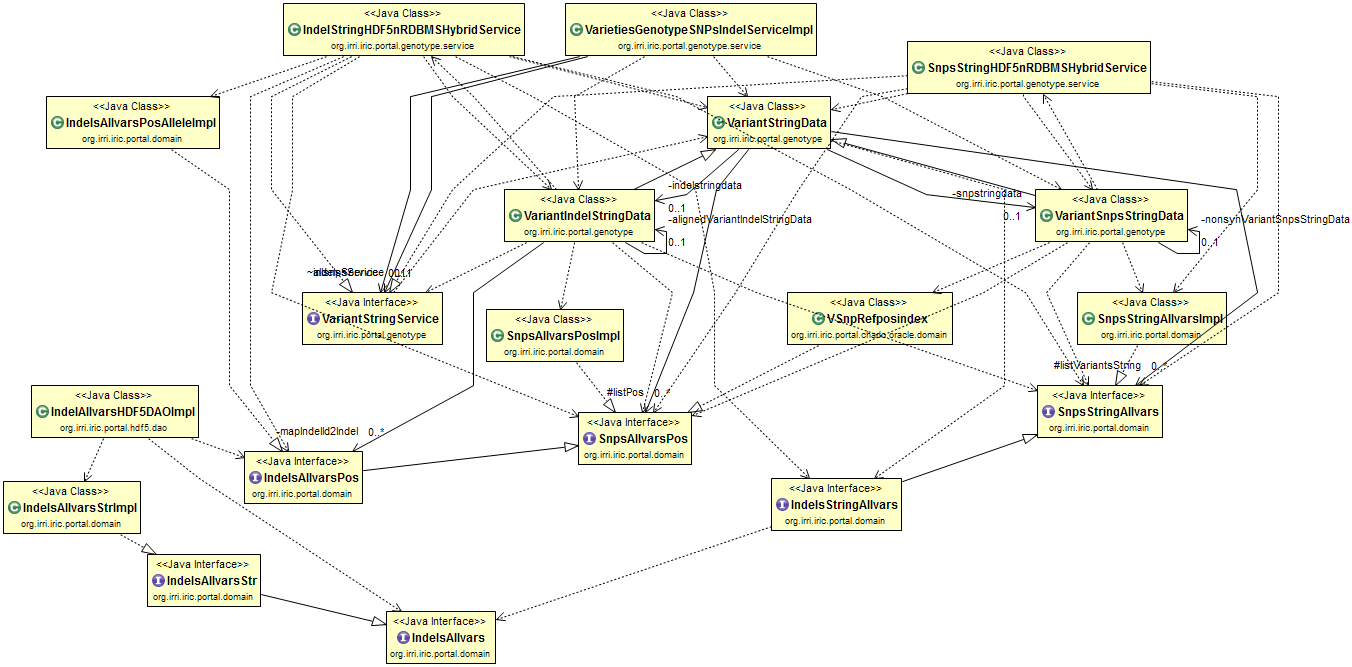 <<Java Class>>
IndelStringHDF5nRDBMSHybridService
org.irri.iric.portal.genotype.service
<<Java Class>>
VarietiesGenotypeSNPsIndelServiceImpl
org.irri.iric.portal.genotype.service
<<Java Class>>
SnpsStringHDF5nRDBMSHybridService
org.irri.iric.portal.genotype.service
<<Java Class>>
IndelsAllvarsPosAlleleImpl
org.irri.iric.portal.domain
<<Java Class>>
VariantStringData
org.irri.iric.portal.genotype
-indelstringdata
0..1
-snpstringdata
0..1
<<Java Class>>
VariantIndelStringData
org.irri.iric.portal.genotype
-alignedVariantIndelStringData
0..1
<<Java Class>>
VariantSnpsStringData
org.irri.iric.portal.genotype
-nonsynVariantSnpsStringData
0..1
<<Java Interface>>
VariantStringService
org.irri.iric.portal.genotype
<<Java Class>>
SnpsAllvarsPosImpl
org.irri.iric.portal.domain
<<Java Class>>
VSnpRefposindex
org.irri.iric.portal.chado.oracle.domain
<<Java Class>>
SnpsStringAllvarsImpl
org.irri.iric.portal.domain
#listPos
0..*
#listVariantsString
0..*
<<Java Class>>
IndelAllvarsHDF5DAOImpl
org.irri.iric.portal.hdf5.dao
<<Java Interface>>
SnpsStringAllvars
org.irri.iric.portal.domain
-mapIndelId2Indel
0..*
<<Java Interface>>
SnpsAllvarsPos
org.irri.iric.portal.domain
<<Java Interface>>
IndelsAllvarsPos
org.irri.iric.portal.domain
<<Java Class>>
IndelsAllvarsStrImpl
org.irri.iric.portal.domain
<<Java Interface>>
IndelsStringAllvars
org.irri.iric.portal.domain
<<Java Interface>>
IndelsAllvarsStr
org.irri.iric.portal.domain
<<Java Interface>>
IndelsAllvars
org.irri.iric.portal.domain